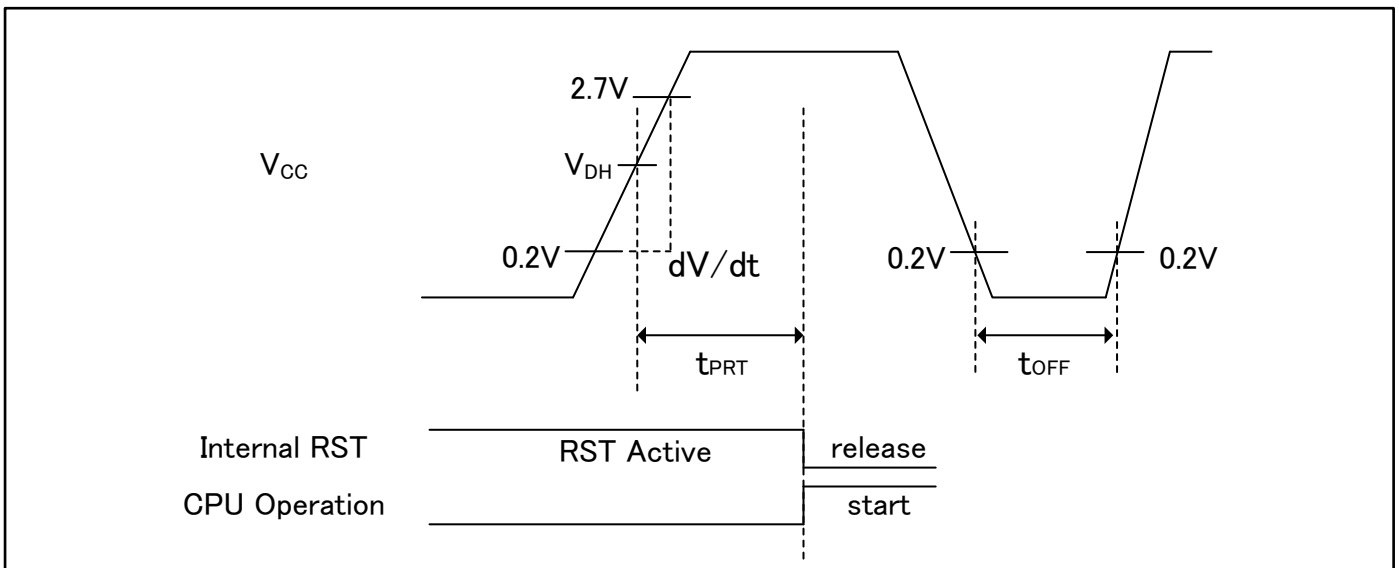 2.7V
VCC
VDH
0.2V
dV/dt
0.2V
0.2V
tPRT
tOFF
Internal RST
RST Active
release
CPU Operation
start